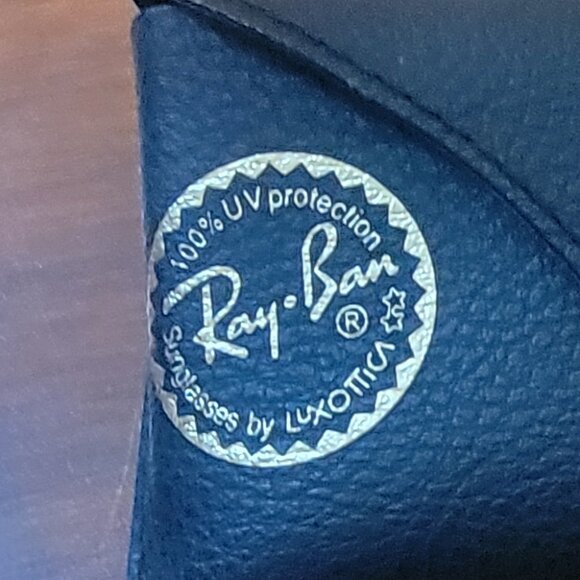 100% UV protection
Ray-Ban
®
Sunglasses by LUXOTTICA